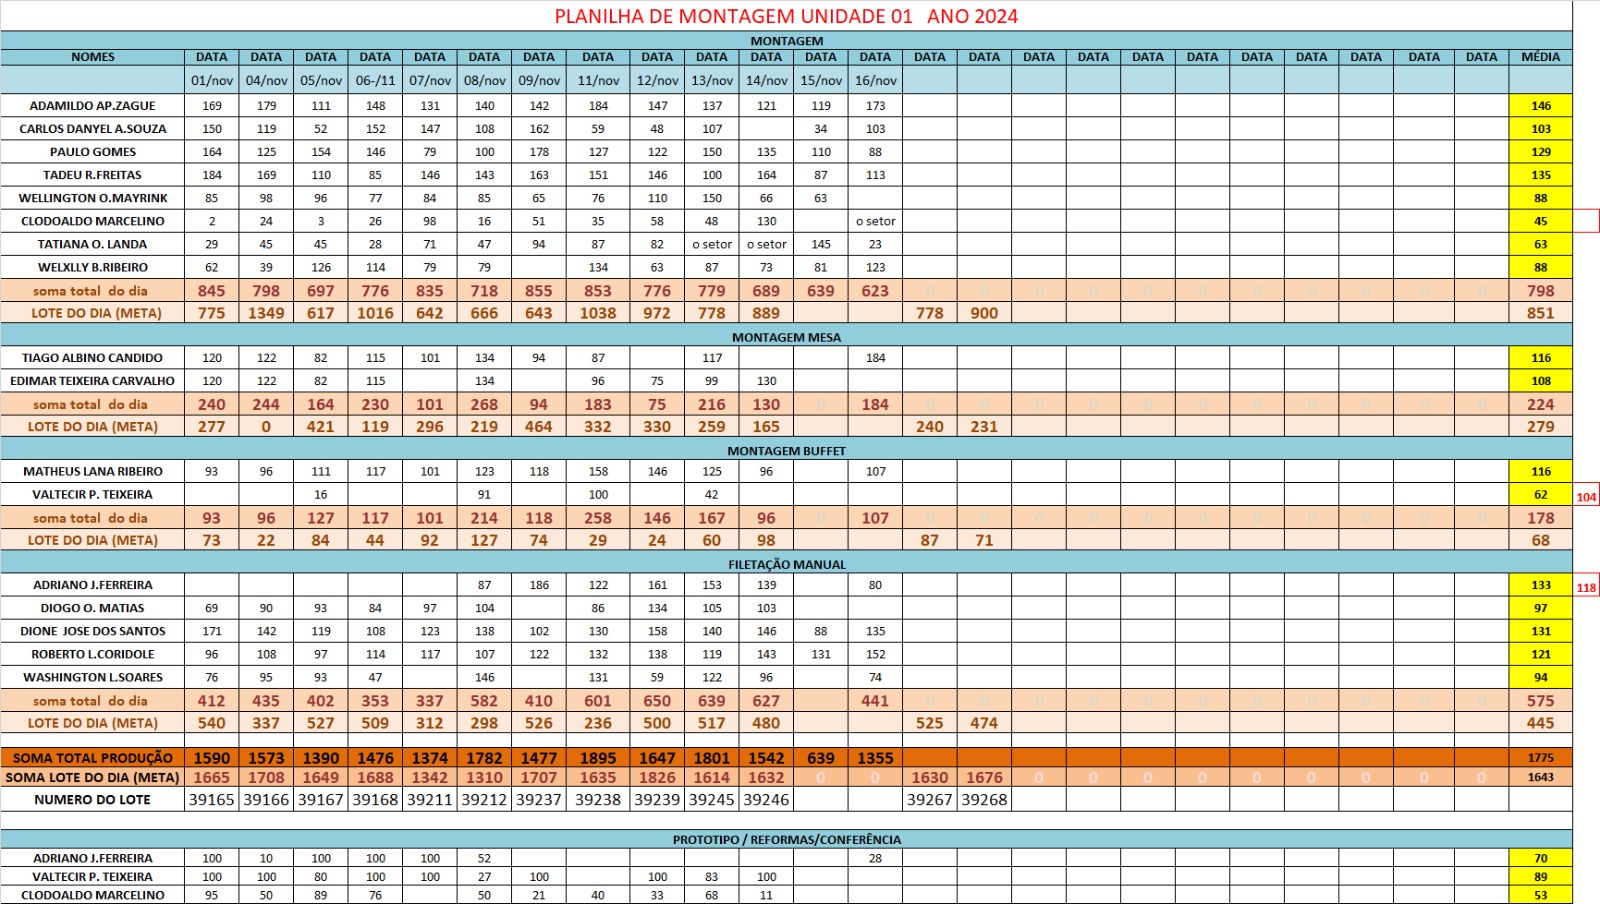 PLANILHA DE MONTAGEM UNIDADE 01 ANO 2024
MONTAGEM
NOMES DATA DATA DATA DATA DATA DATA DATA DATA DATA DATA DATA DATA DATA DATA DATA DATA DATA DATA DATA DATA DATA DATA DATA DATA MÉDIA
01/nov 04/nov 05/nov 06-/11 07/nov 08/nov 09/nov 11/nov 12/nov 13/nov 14/nov 15/nov 16/nov
ADAMILDO AP.ZAGUE 169 179 111 148 131 140 142 184 147 137 121 119 173 146
CARLOS DANYEL A.SOUZA 150 119 52 152 147 108 162 59 48 107 34 103 103
PAULO GOMES 164 125 154 146 79 100 178 127 122 150 135 110 88 129
TADEU R.FREITAS 184 169 110 85 146 143 163 151 146 100 164 87 113 135
WELLINGTON O.MAYRINK 85 98 96 77 84 85 65 76 110 150 66 63 88
CLODOALDO MARCELINO 2 24 3 26 98 16 51 35 58 48 130 o setor 45
TATIANA O. LANDA 29 45 45 28 71 47 94 87 82 o setor o setor 145 23 63
WELXLLY B.RIBEIRO 62 39 126 114 79 79 134 63 87 73 81 123 88
soma total do dia 845 798 697 776 835 718 855 853 776 779 689 639 623 0 0 0 0 0 0 0 0 0 0 0 798
LOTE DO DIA (META) 775 1349 617 1016 642 666 643 1038 972 778 889 778 900 851
MONTAGEM MESA
TIAGO ALBINO CANDIDO 120 122 82 115 101 134 94 87 117 184 116
EDIMAR TEIXEIRA CARVALHO 120 122 82 115 134 96 75 99 130 108
soma total do dia 240 244 164 230 101 268 94 183 75 216 130 0 184 0 0 0 0 0 0 0 0 0 0 0 224
LOTE DO DIA (META) 277 0 421 119 296 219 464 332 330 259 165 240 231 279
MONTAGEM BUFFET
MATHEUS LANA RIBEIRO 93 96 111 117 101 123 118 158 146 125 96 107 116
VALTECIR P. TEIXEIRA 16 91 100 42 62 104
soma total do dia 93 96 127 117 101 214 118 258 146 167 96 0 107 0 0 0 0 0 0 0 0 0 0 0 178
LOTE DO DIA (META) 73 22 84 44 92 127 74 29 24 60 98 87 71 68
FILETAÇÃO MANUAL
ADRIANO J.FERREIRA 87 186 122 161 153 139 80 133 118
DIOGO O. MATIAS 69 90 93 84 97 104 86 134 105 103 97
DIONE JOSE DOS SANTOS 171 142 119 108 123 138 102 130 158 140 146 88 135 131
ROBERTO L.CORIDOLE 96 108 97 114 117 107 122 132 138 119 143 131 152 121
WASHINGTON L.SOARES 76 95 93 47 146 131 59 122 96 74 94
soma total do dia 412 435 402 353 337 582 410 601 650 639 627 441 0 0 0 0 0 0 0 0 0 0 0 575
LOTE DO DIA (META) 540 337 527 509 312 298 526 236 500 517 480 525 474 445
SOMA TOTAL PRODUÇÃO 1590 1573 1390 1476 1374 1782 1477 1895 1647 1801 1542 639 1355 1775
SOMA LOTE DO DIA (META) 1665 1708 1649 1688 1342 1310 1707 1635 1826 1614 1632 0 0 1630 1676 0 0 0 0 0 0 0 0 0 1643
NUMERO DO LOTE 39165 39166 39167 39168 39211 39212 39237 39238 39239 39245 39246 39267 39268
PROTOTIPO / REFORMAS/CONFERÊNCIA
ADRIANO J.FERREIRA 100 10 100 100 100 52 28 70
VALTECIR P. TEIXEIRA 100 100 80 100 100 27 100 100 83 100 89
CLODOALDO MARCELINO 95 50 89 76 50 21 40 33 68 11 53